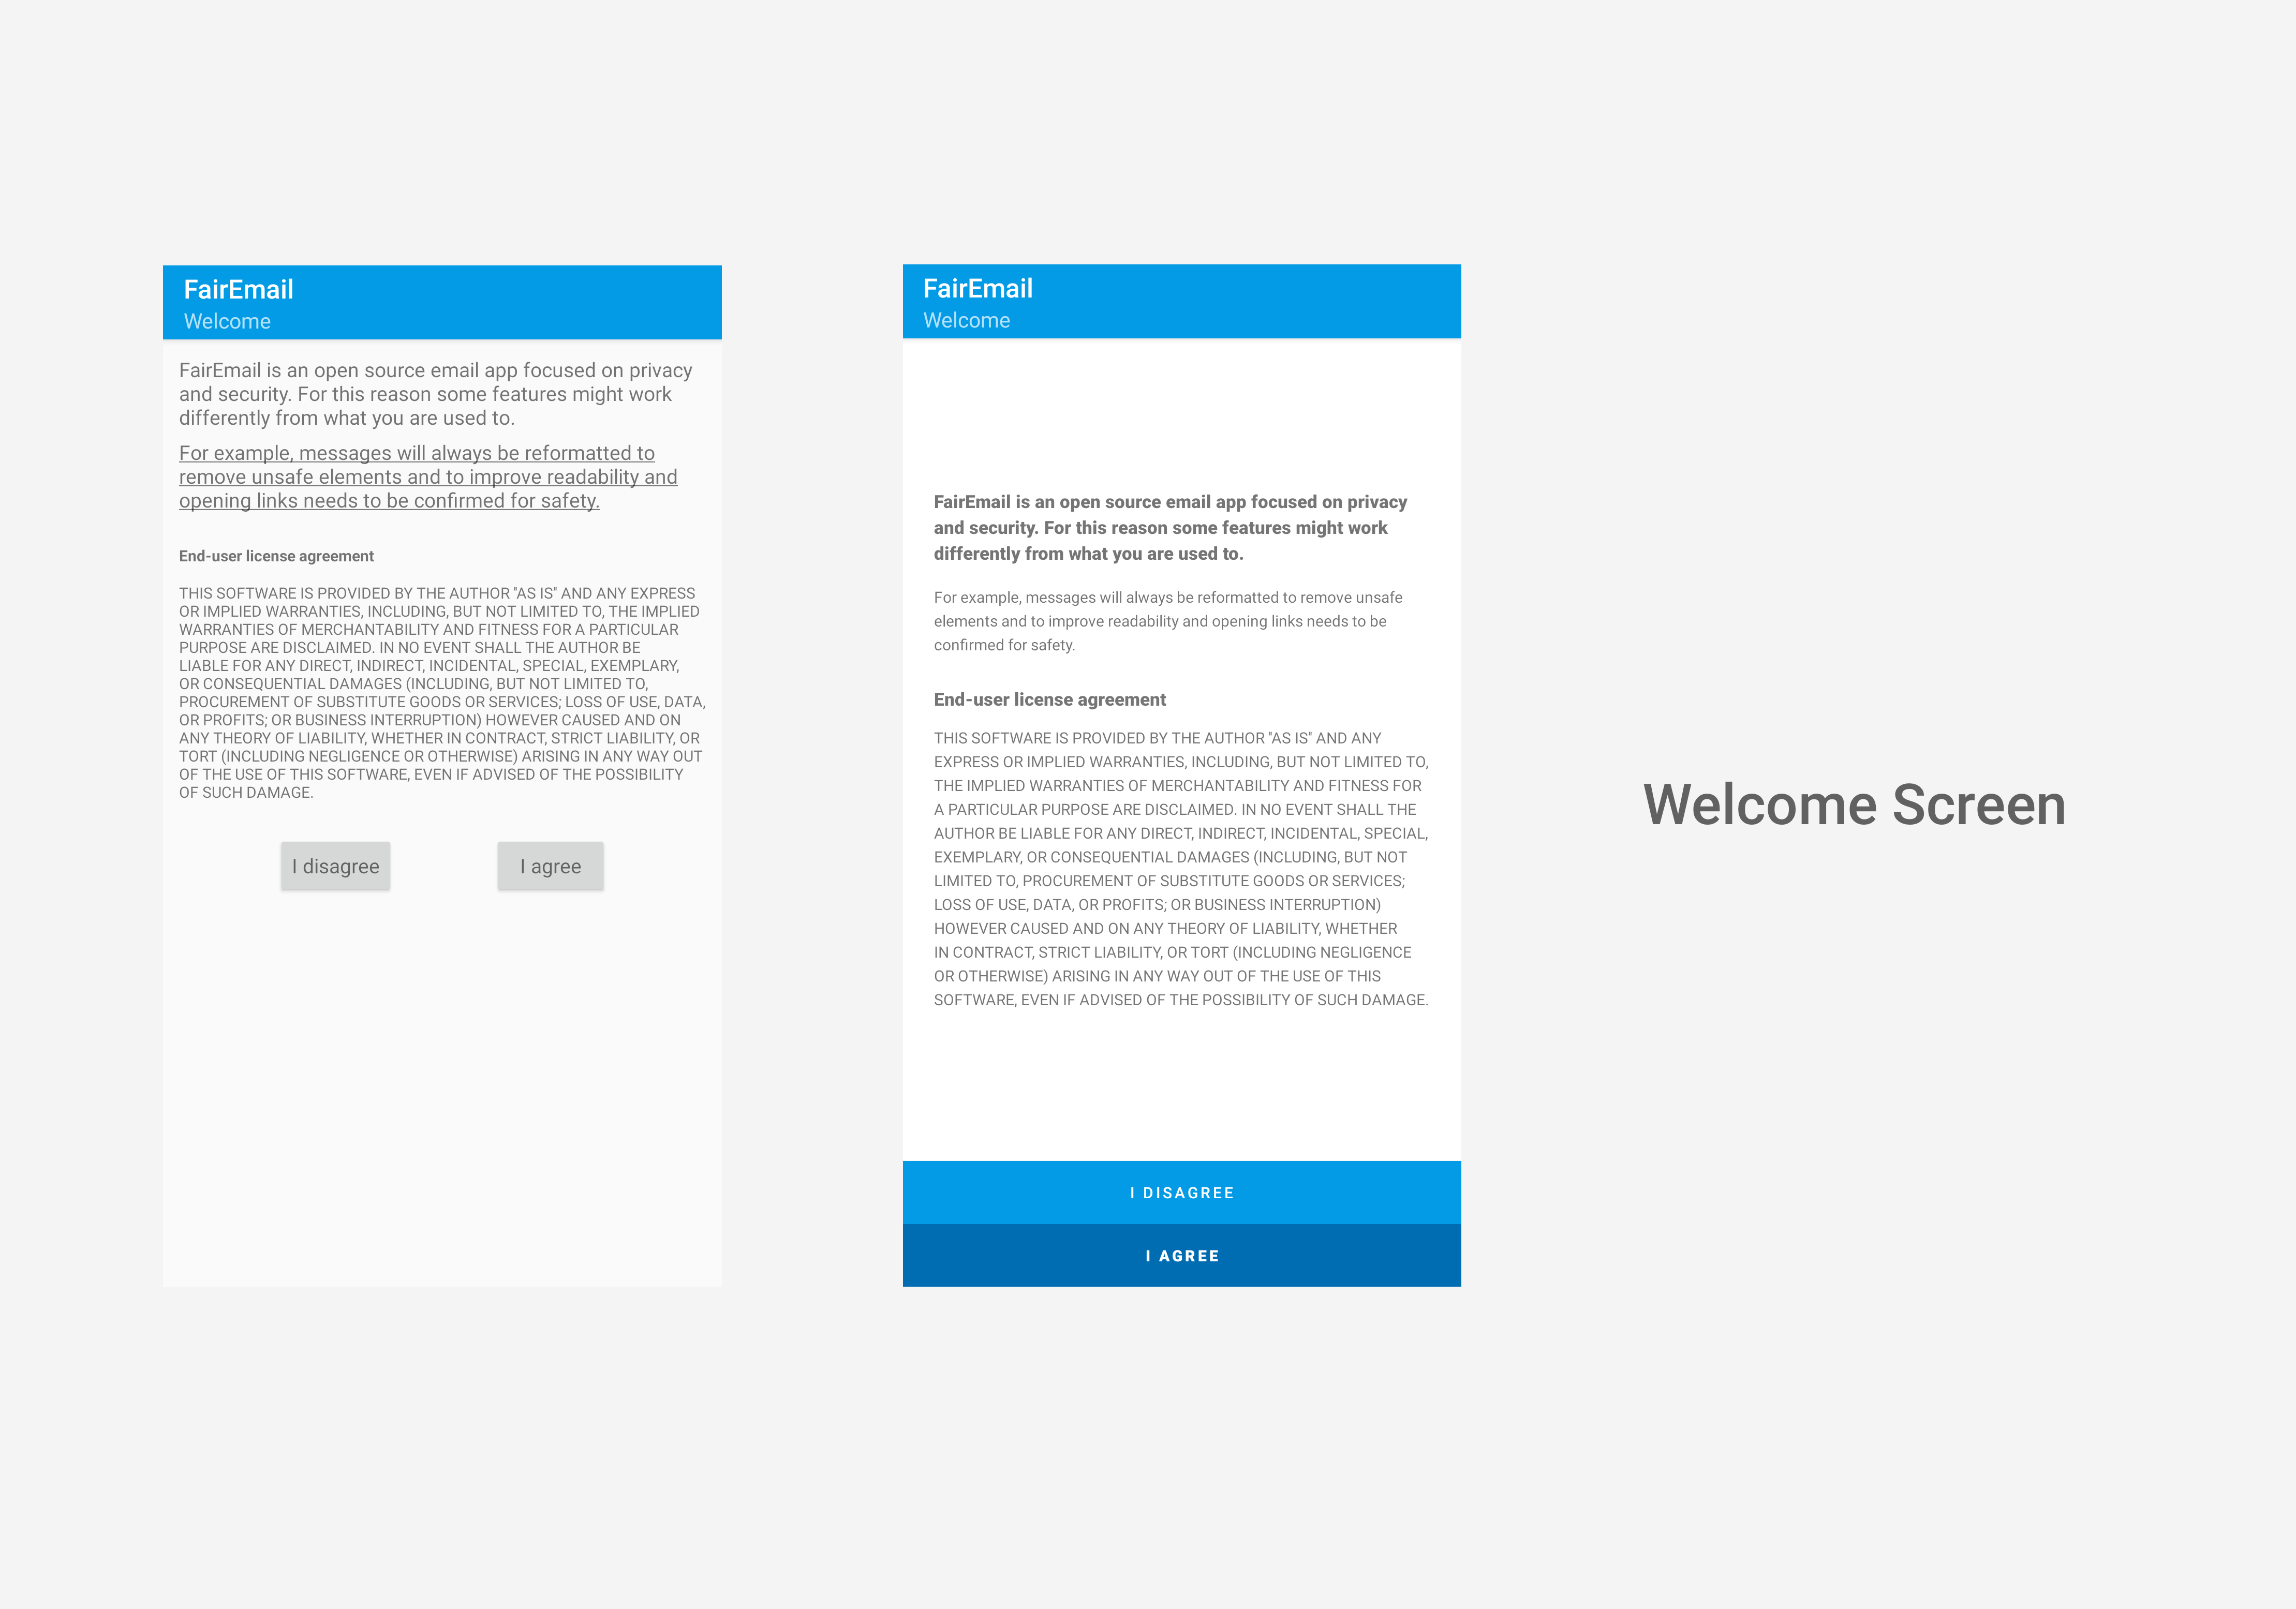 FairEmail
Welcome
FairEmail is an open source email app focused on privacy
and security. For this reason some features might work
differently from what you are used to.
For example, messages will always be reformatted to
remove unsafe elements and to improve readability and
opening links needs to be confirmed for safety.
End-user license agreement
THIS SOFTWARE IS PROVIDED BY THE AUTHOR "AS IS" AND ANY EXPRESS
OR IMPLIED WARRANTIES, INCLUDING, BUT NOT LIMITED TO, THE IMPLIED
WARRANTIES OF MERCHANTABILITY AND FITNESS FOR A PARTICULAR
PURPOSE ARE DISCLAIMED. IN NO EVENT SHALL THE AUTHOR BE
LIABLE FOR ANY DIRECT, INDIRECT, INCIDENTAL, SPECIAL, EXEMPLARY,
OR CONSEQUENTIAL DAMAGES (INCLUDING, BUT NOT LIMITED TO,
PROCUREMENT OF SUBSTITUTE GOODS OR SERVICES; LOSS OF USE, DATA,
OR PROFITS; OR BUSINESS INTERRUPTION) HOWEVER CAUSED AND ON
ANY THEORY OF LIABILITY, WHETHER IN CONTRACT, STRICT LIABILITY, OR
TORT (INCLUDING NEGLIGENCE OR OTHERWISE) ARISING IN ANY WAY OUT
OF THE USE OF THIS SOFTWARE, EVEN IF ADVISED OF THE POSSIBILITY
OF SUCH DAMAGE.
I disagree
I agree
FairEmail
Welcome
FairEmail is an open source email app focused on privacy
and security. For this reason some features might work
differently from what you are used to.
For example, messages will always be reformatted to remove unsafe
elements and to improve readability and opening links needs to be
confirmed for safety.
End-user license agreement
THIS SOFTWARE IS PROVIDED BY THE AUTHOR "AS IS" AND ANY
EXPRESS OR IMPLIED WARRANTIES, INCLUDING, BUT NOT LIMITED TO,
THE IMPLIED WARRANTIES OF MERCHANTABILITY AND FITNESS FOR
A PARTICULAR PURPOSE ARE DISCLAIMED. IN NO EVENT SHALL THE
AUTHOR BE LIABLE FOR ANY DIRECT, INDIRECT, INCIDENTAL, SPECIAL,
EXEMPLARY, OR CONSEQUENTIAL DAMAGES (INCLUDING, BUT NOT
LIMITED TO, PROCUREMENT OF SUBSTITUTE GOODS OR SERVICES;
LOSS OF USE, DATA, OR PROFITS; OR BUSINESS INTERRUPTION)
HOWEVER CAUSED AND ON ANY THEORY OF LIABILITY, WHETHER
IN CONTRACT, STRICT LIABILITY, OR TORT (INCLUDING NEGLIGENCE
OR OTHERWISE) ARISING IN ANY WAY OUT OF THE USE OF THIS
SOFTWARE, EVEN IF ADVISED OF THE POSSIBILITY OF SUCH DAMAGE.
I DISAGREE
I AGREE
Welcome Screen